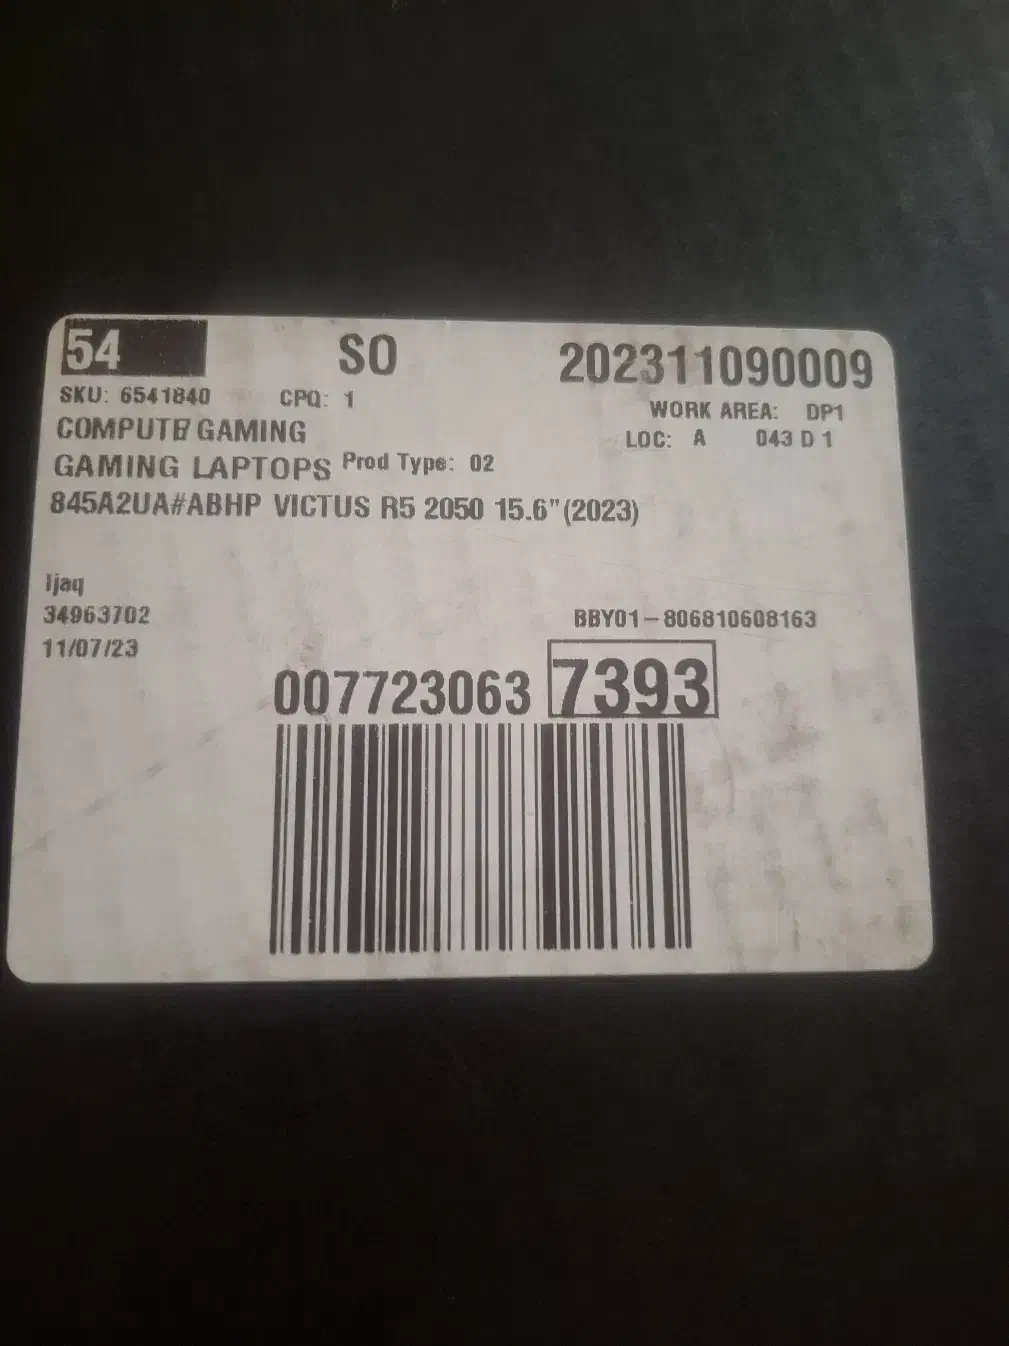 54 SO 202311090009
SKU: 6541840 CPQ: 1 WORK AREA: DP1
COMPUTE/GAMING LOC: A 043 D 1
GAMING LAPTOPS Prod Type: 02
845A2UA#ABHP VICTUS R5 2050 15.6"(2023)
ljaq
34963702 BBY01-806810608163
11/07/23
007723063 7393